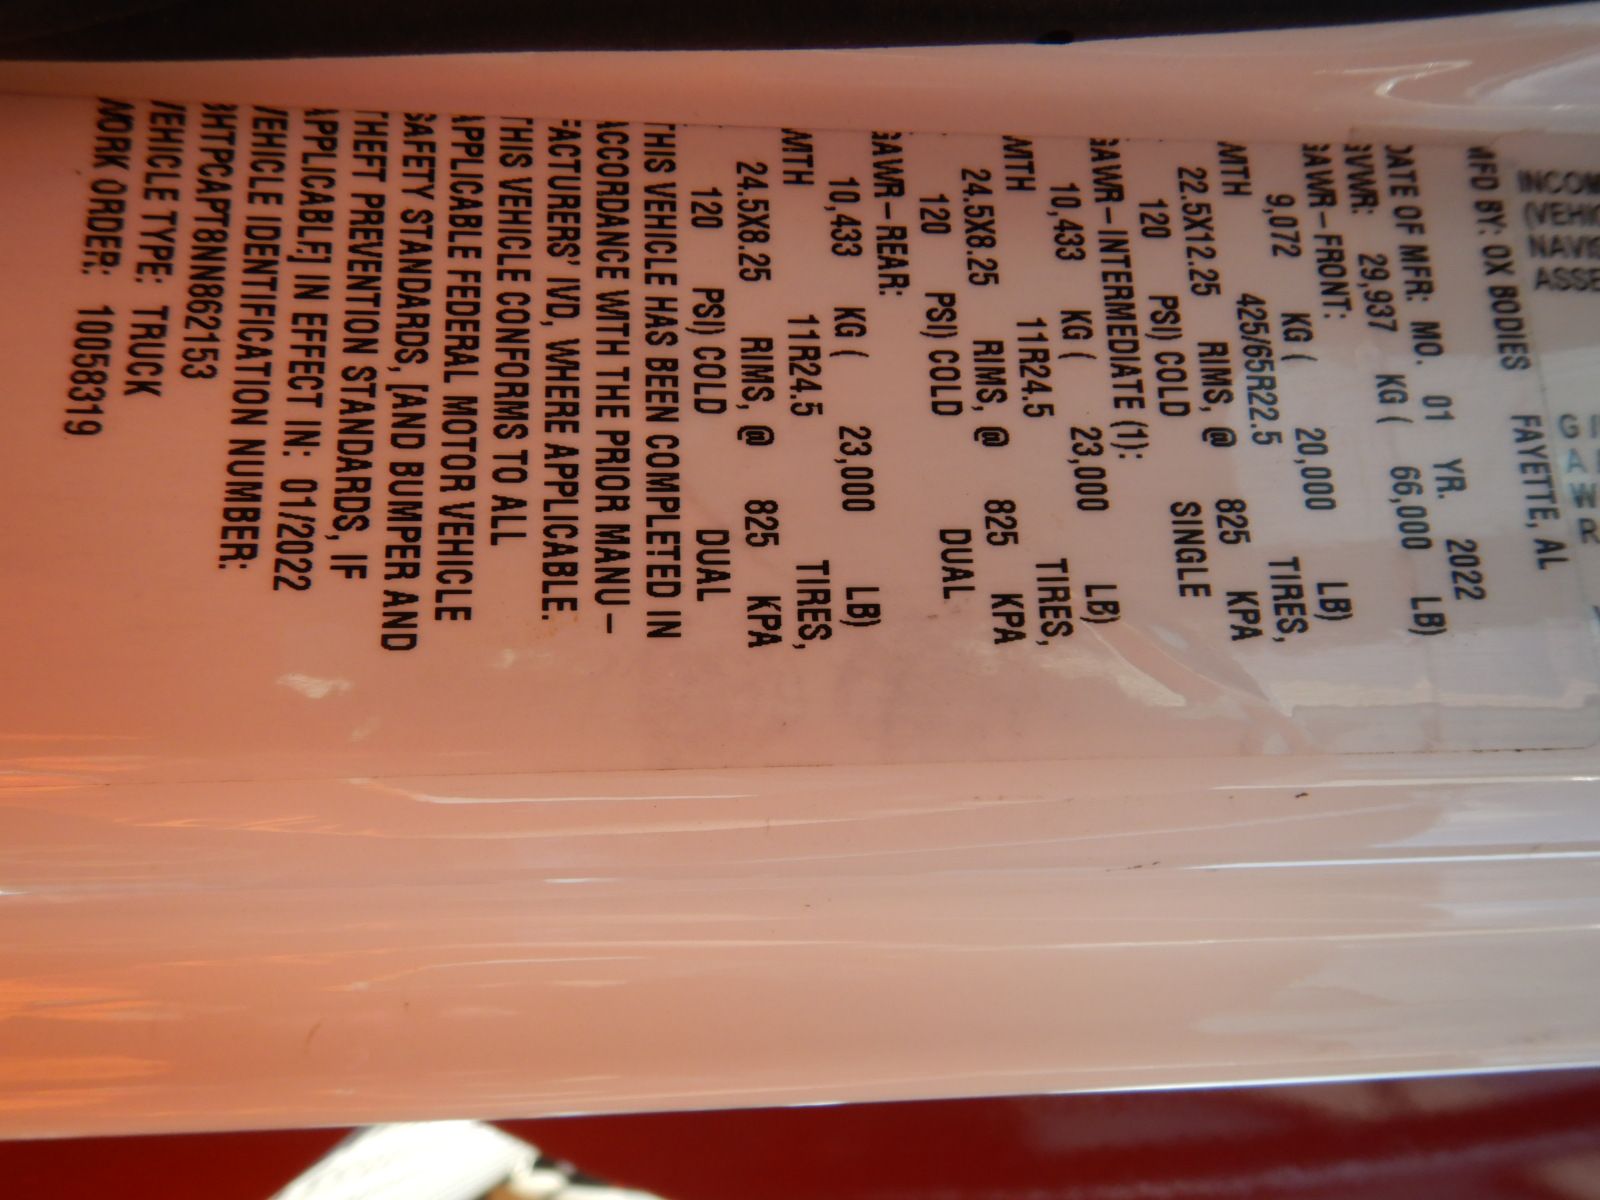 INCOM
(VEHIC
NAVIS
ASSE
MFD BY: OX BODIES FAYETTE, AL
DATE OF MFR: MO. 01 YR. 2022
GVWR: 29,937 KG ( 66,000 LB)
GAWR-FRONT:
9,072 KG ( 20,000 LB)
WITH 425/65R22.5 TIRES,
22.5X12.25 RIMS, @ 825 KPA
120 PSI) COLD SINGLE
GAWR-INTERMEDIATE (1):
10,433 KG ( 23,000 LB)
WITH 11R24.5 TIRES,
24.5X8.25 RIMS, @ 825 KPA
120 PSI) COLD DUAL
GAWR-REAR:
10,433 KG ( 23,000 LB)
WITH 11R24.5 TIRES,
24.5X8.25 RIMS, @ 825 KPA
120 PSI) COLD DUAL
THIS VEHICLE HAS BEEN COMPLETED IN
ACCORDANCE WITH THE PRIOR MANU-
FACTURERS' IVD, WHERE APPLICABLE.
THIS VEHICLE CONFORMS TO ALL
APPLICABLE FEDERAL MOTOR VEHICLE
SAFETY STANDARDS, [AND BUMPER AND
THEFT PREVENTION STANDARDS, IF
APPLICABLE] IN EFFECT IN: 01/2022
VEHICLE IDENTIFICATION NUMBER:
3HTPCAPT8NN862153
VEHICLE TYPE: TRUCK
WORK ORDER: 10058319